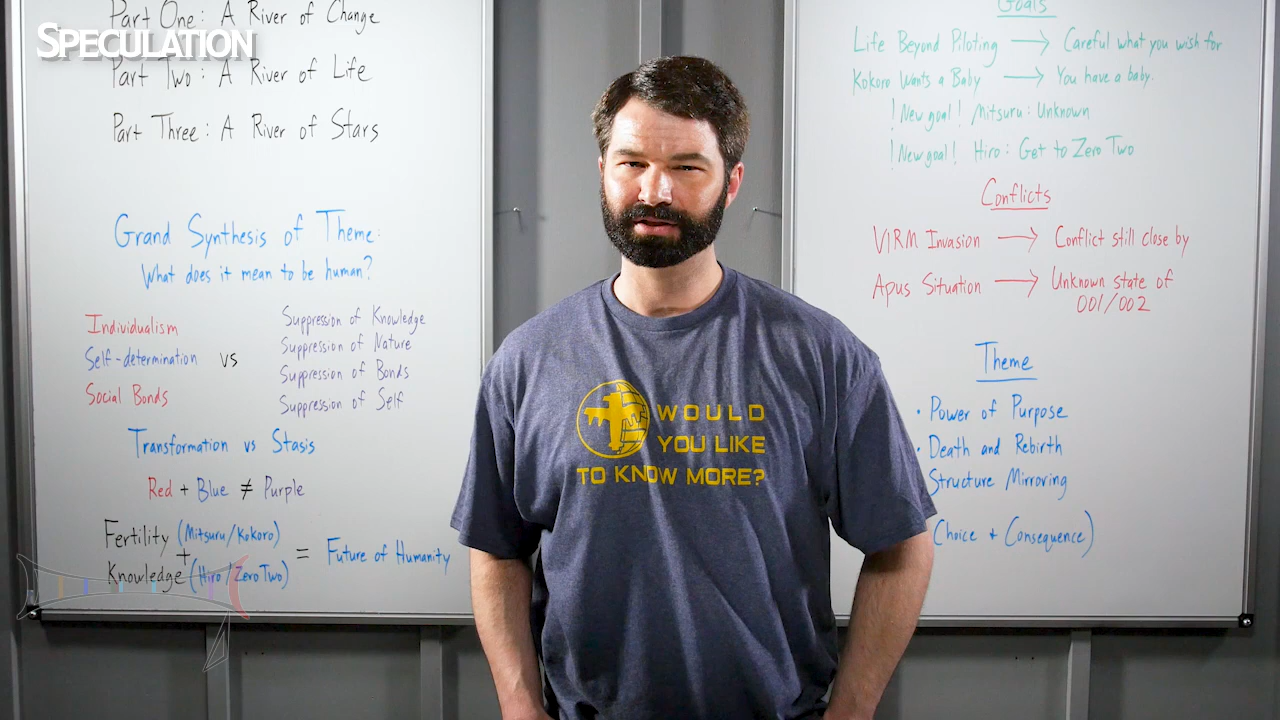 SPECULATION
Part One: A River of Change
Part Two: A River of Life
Part Three: A River of Stars
Grand Synthesis of Theme:
What does it mean to be human?
Individualism
Self-determination
Social Bonds
vs
Suppression of Knowledge
Suppression of Nature
Suppression of Bonds
Suppression of Self
Transformation vs Stasis
Red + Blue ≠ Purple
Fertility (Mitsuru/Kokoro)
+
Knowledge (Hiro/Zero Two)
= Future of Humanity
WOULD
YOU LIKE
TO KNOW MORE?
Goals
Life Beyond Piloting → Careful what you wish for
Kokoro Wants a Baby → You have a baby.
!New goal! Mitsuru: Unknown
!New goal! Hiro: Get to Zero Two
Conflicts
VIRM Invasion → Conflict still close by
Apus Situation → Unknown state of
001/002
Theme
• Power of Purpose
• Death and Rebirth
Structure Mirroring
(Choice + Consequence)